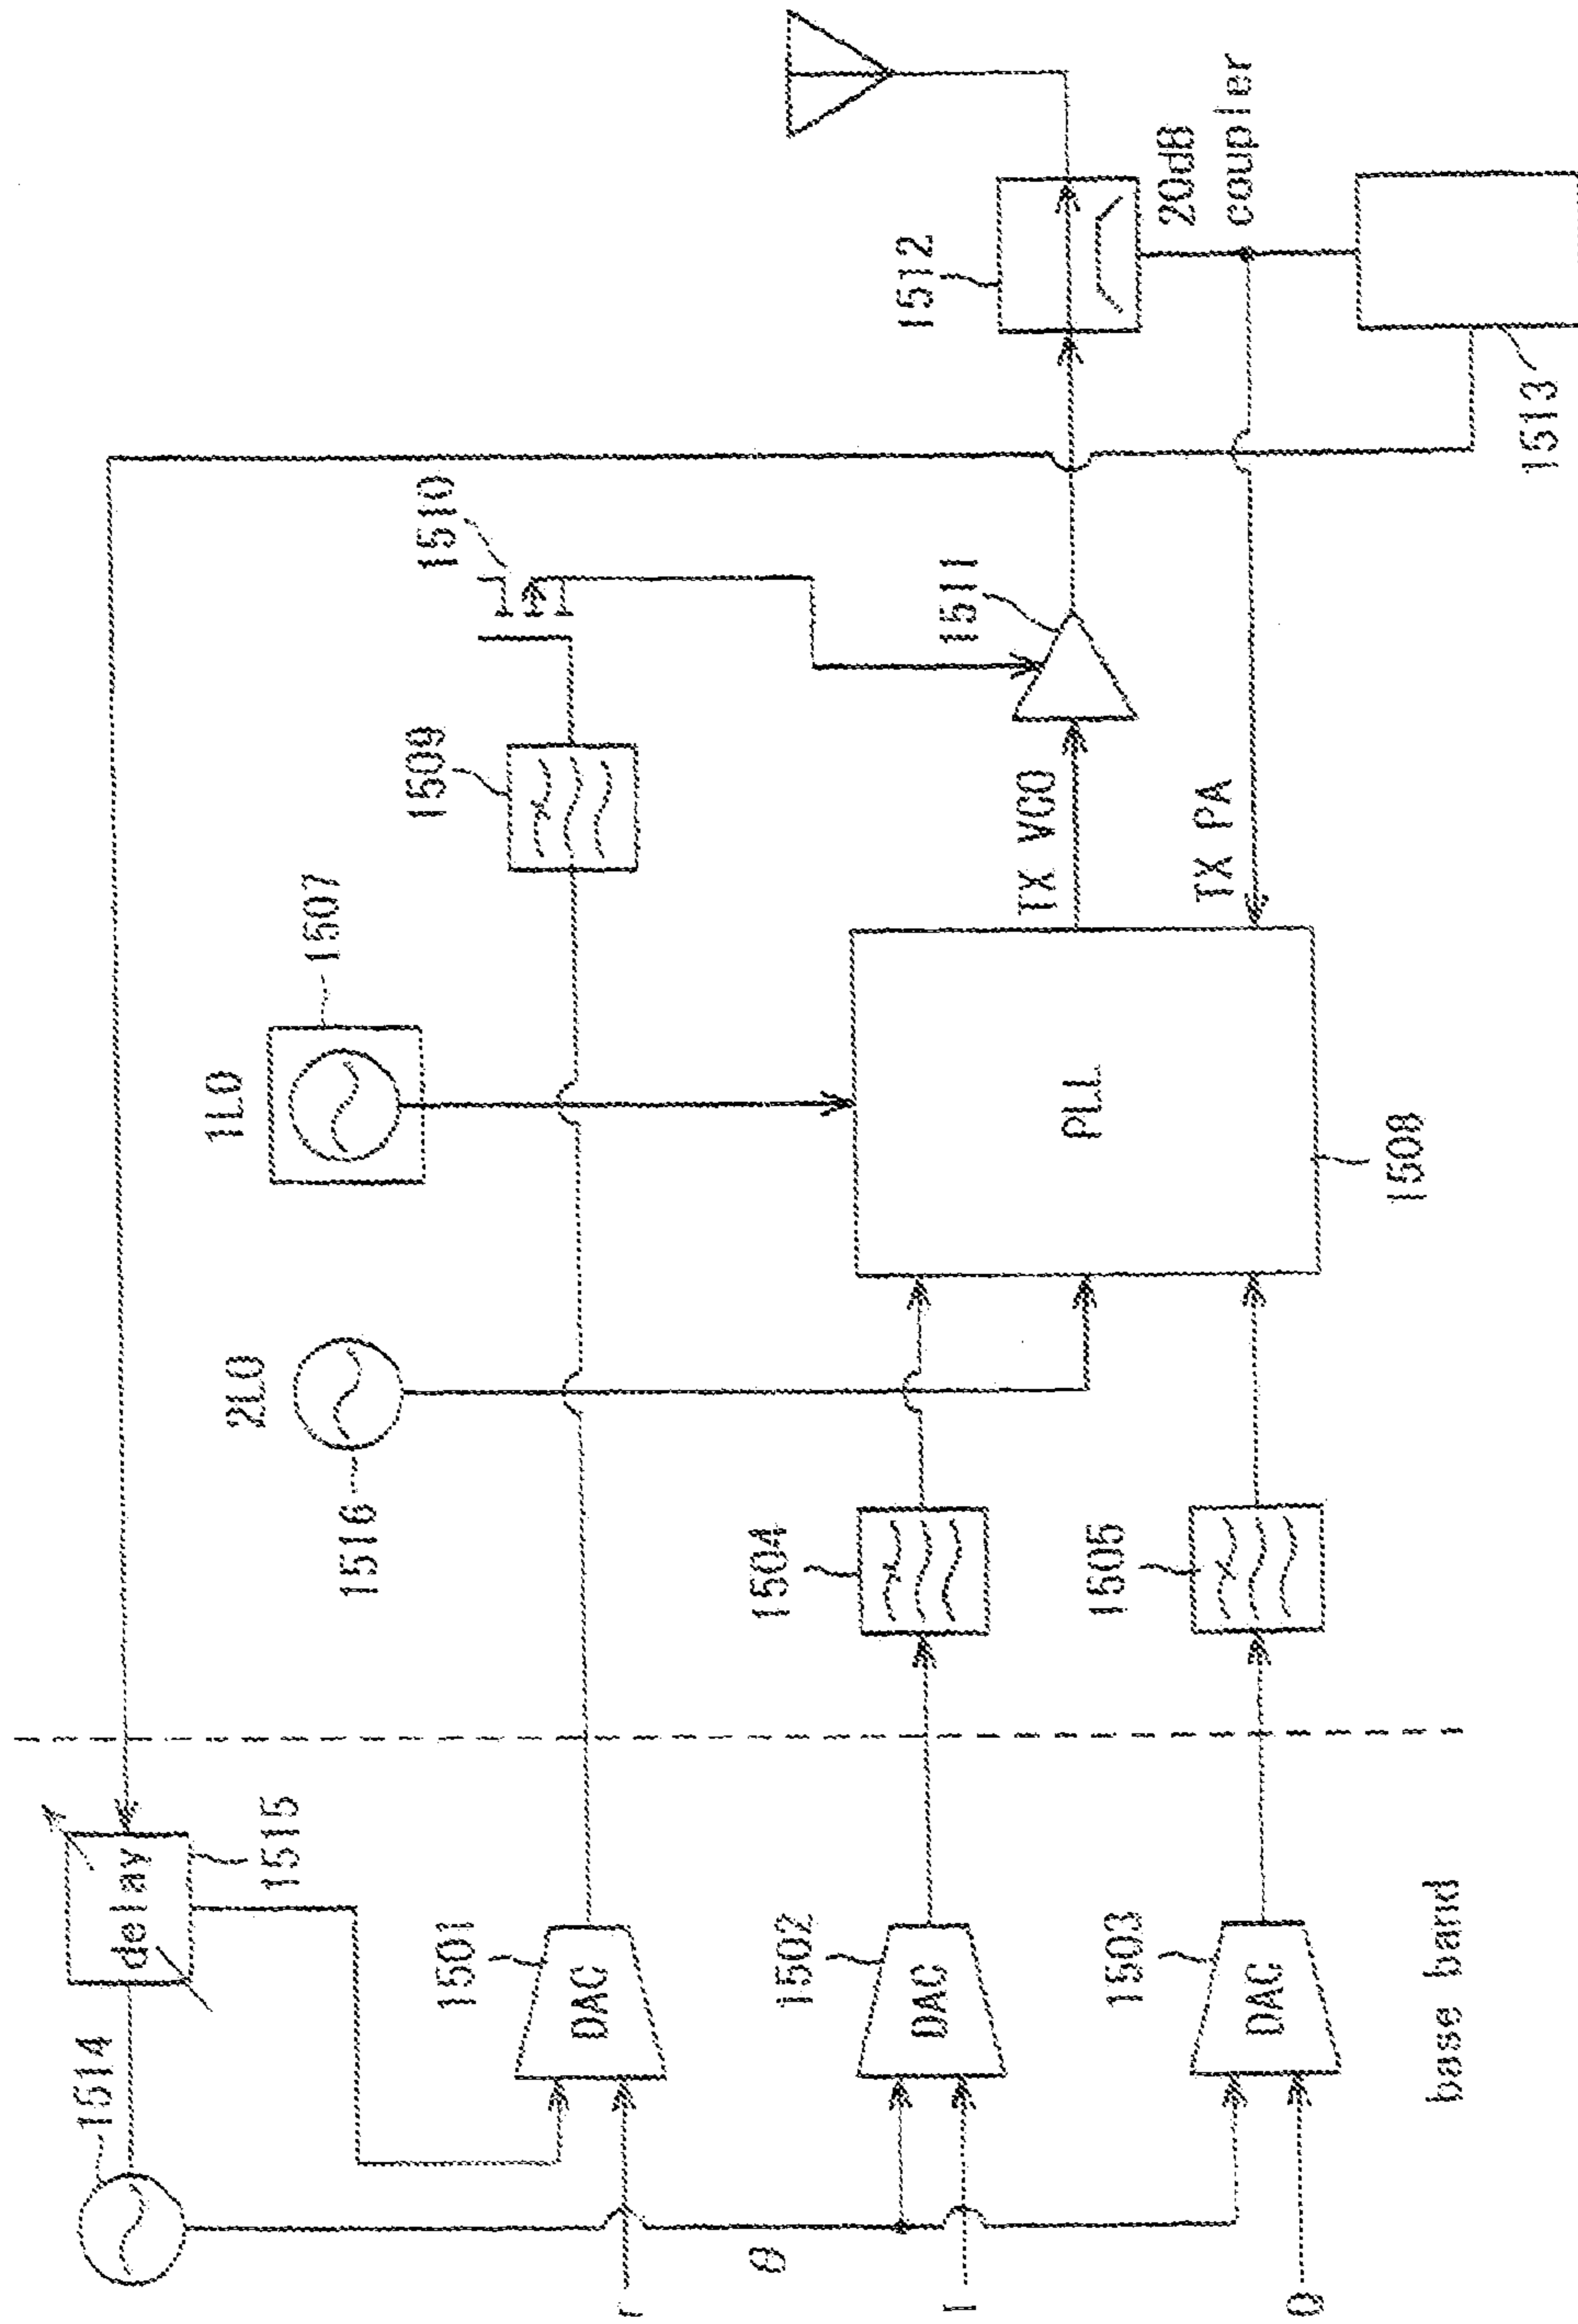 1514
delay
1515
2LO
1516
1LO
1507
1509
1510
r
1501
DAC
θ
I
1502
DAC
1504
PLL
1508
TX VCO
1511
1512
20dB
coupler
Q
1503
DAC
1505
TX PA
1513
base band